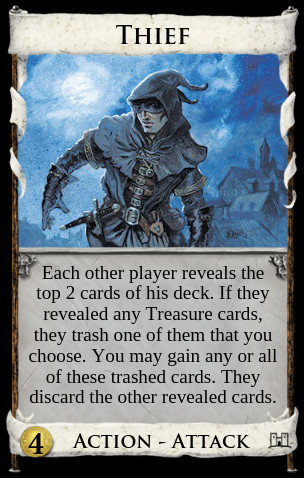 Thief
Each other player reveals the
top 2 cards of his deck. If they
revealed any Treasure cards,
they trash one of them that you
choose. You may gain any or all
of these trashed cards. They
discard the other revealed cards.
4 Action - Attack